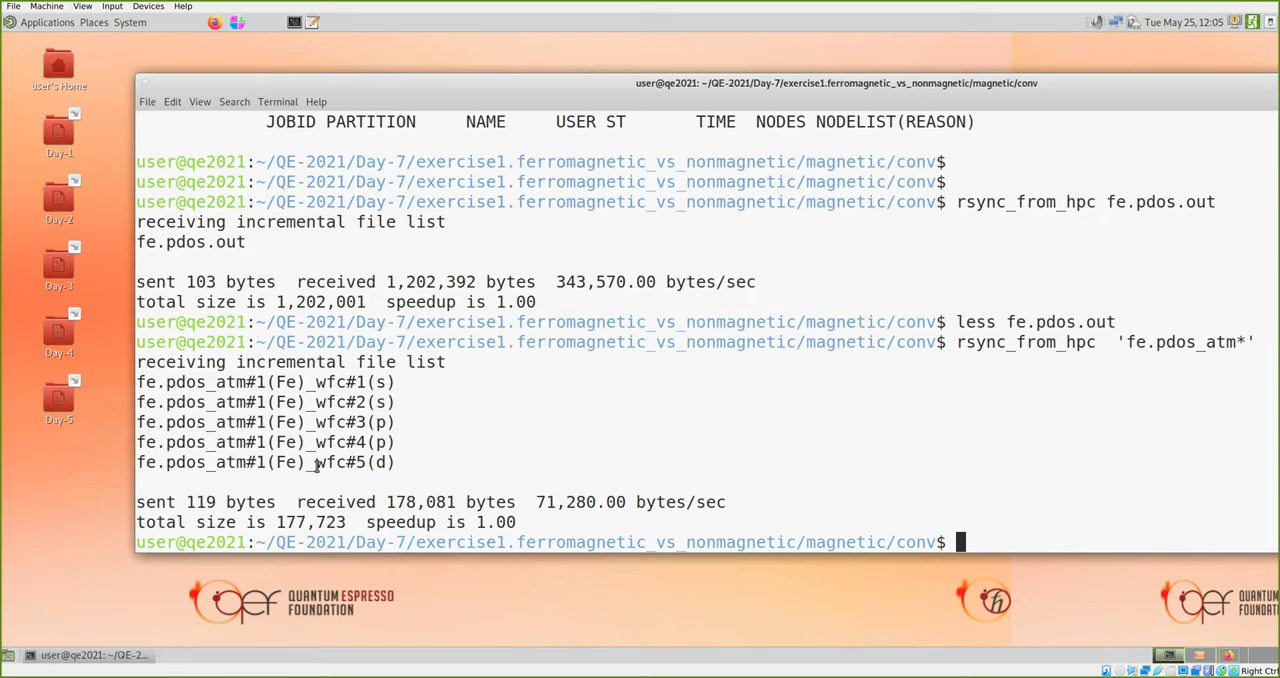 File Machine View Input Devices Help
Applications Places System
Tue May 25, 12:05
user's Home
Day-1
Day-2
Day-3
Day-4
Day-5
user@qe2021: ~/QE-2021/Day-7/exercise1.ferromagnetic_vs_nonmagnetic/magnetic/conv
File Edit View Search Terminal Help
JOBID PARTITION NAME USER ST TIME NODES NODELIST(REASON)
user@qe2021:~/QE-2021/Day-7/exercise1.ferromagnetic_vs_nonmagnetic/magnetic/conv$
user@qe2021:~/QE-2021/Day-7/exercise1.ferromagnetic_vs_nonmagnetic/magnetic/conv$
user@qe2021:~/QE-2021/Day-7/exercise1.ferromagnetic_vs_nonmagnetic/magnetic/conv$ rsync_from_hpc fe.pdos.out
receiving incremental file list
fe.pdos.out
sent 103 bytes received 1,202,392 bytes 343,570.00 bytes/sec
total size is 1,202,001 speedup is 1.00
user@qe2021:~/QE-2021/Day-7/exercise1.ferromagnetic_vs_nonmagnetic/magnetic/conv$ less fe.pdos.out
user@qe2021:~/QE-2021/Day-7/exercise1.ferromagnetic_vs_nonmagnetic/magnetic/conv$ rsync_from_hpc 'fe.pdos_atm*'
receiving incremental file list
fe.pdos_atm#1(Fe)_wfc#1(s)
fe.pdos_atm#1(Fe)_wfc#2(s)
fe.pdos_atm#1(Fe)_wfc#3(p)
fe.pdos_atm#1(Fe)_wfc#4(p)
fe.pdos_atm#1(Fe)_wfc#5(d)
sent 119 bytes received 178,081 bytes 71,280.00 bytes/sec
total size is 177,723 speedup is 1.00
user@qe2021:~/QE-2021/Day-7/exercise1.ferromagnetic_vs_nonmagnetic/magnetic/conv$
QUANTUM ESPRESSO
FOUNDATION
user@qe2021: ~/QE-2...
Right Ctrl